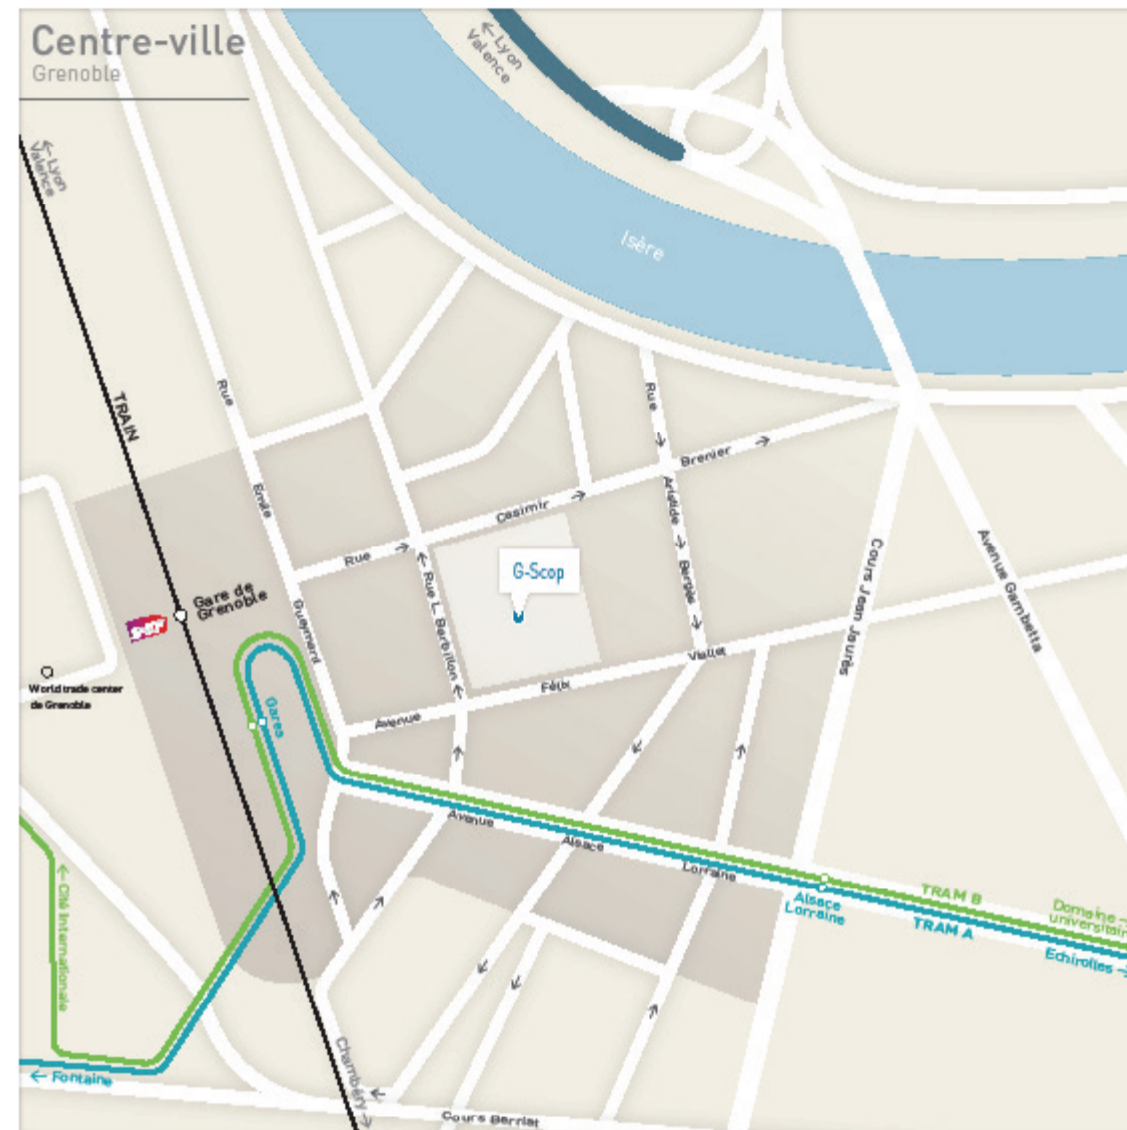 Centre-ville
Grenoble
← Lyon
Valence
← Lyon
Valence
Isère
TRAIN
Rue
Emile
Gueymard
Rue
Casimir
Brenier
Rue
Aristide
Bergès
Rue L. Barbillon
G-Scop
Gare de
Grenoble
World trade center
de Grenoble
Gares
Avenue
Félix
Viallet
Cours Jean Jaurès
Avenue Gambetta
Avenue
Alsace
Lorraine
Alsace
Lorraine
TRAM B
TRAM A
Domaine →
universitair
Echirolles →
← Cité Internationale
← Fontaine
Chambéry →
Cours Berriat